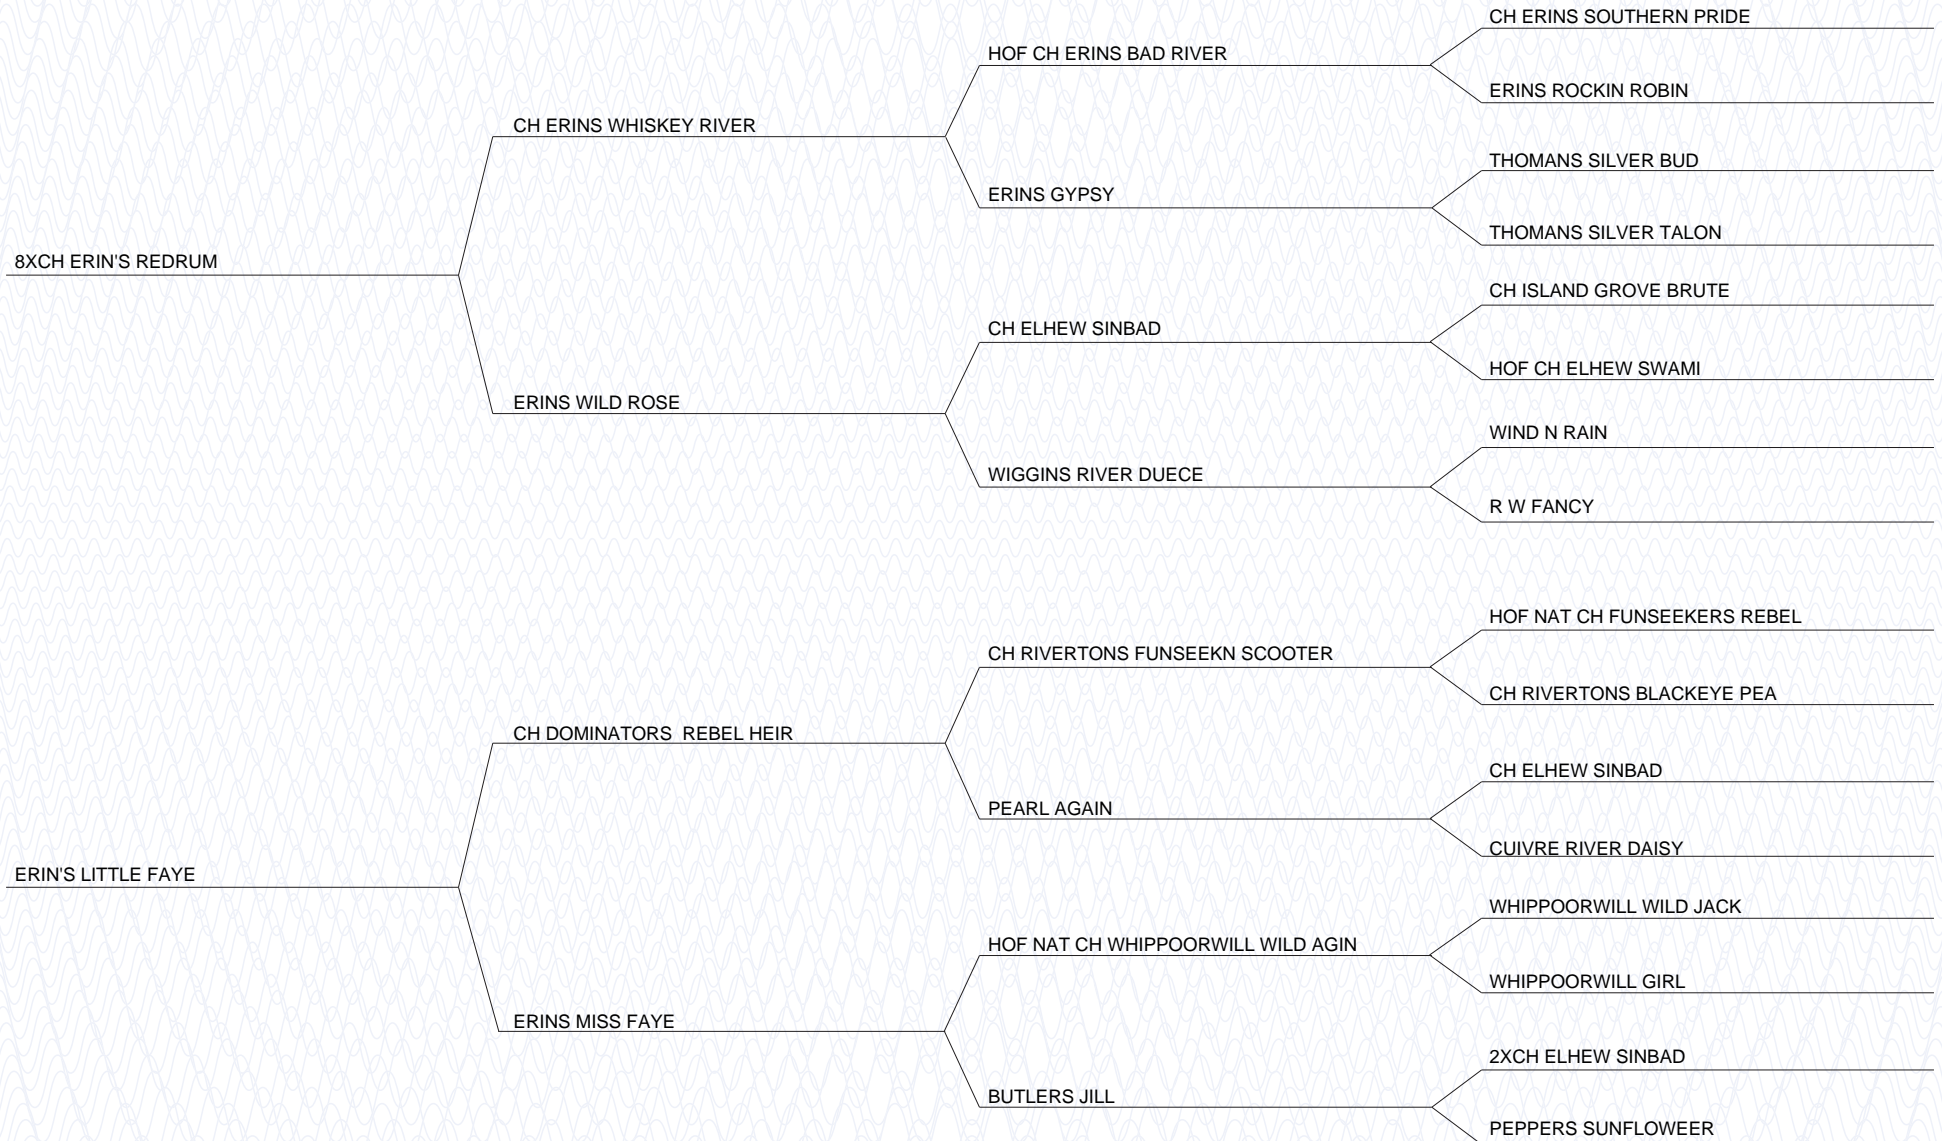 CH ERINS SOUTHERN PRIDE
HOF CH ERINS BAD RIVER
ERINS ROCKIN ROBIN
CH ERINS WHISKEY RIVER
THOMANS SILVER BUD
ERINS GYPSY
THOMANS SILVER TALON
8XCH ERIN'S REDRUM
CH ISLAND GROVE BRUTE
CH ELHEW SINBAD
HOF CH ELHEW SWAMI
ERINS WILD ROSE
WIND N RAIN
WIGGINS RIVER DUECE
R W FANCY
HOF NAT CH FUNSEEKERS REBEL
CH RIVERTONS FUNSEEKN SCOOTER
CH RIVERTONS BLACKEYE PEA
CH DOMINATORS  REBEL HEIR
CH ELHEW SINBAD
PEARL AGAIN
CUIVRE RIVER DAISY
ERIN'S LITTLE FAYE
WHIPPOORWILL WILD JACK
HOF NAT CH WHIPPOORWILL WILD AGIN
WHIPPOORWILL GIRL
ERINS MISS FAYE
2XCH ELHEW SINBAD
BUTLERS JILL
PEPPERS SUNFLOWEER